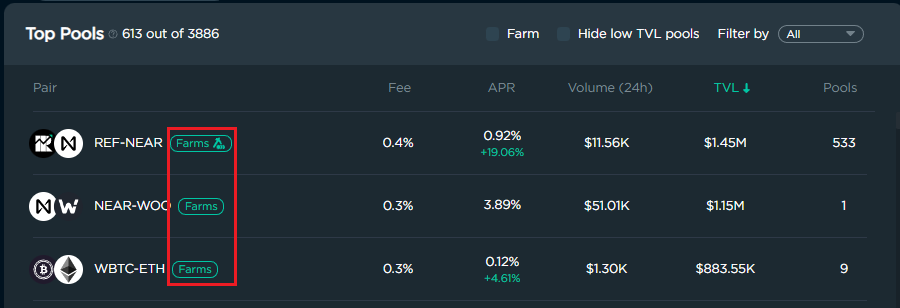 Top Pools 613 out of 3886 Farm Hide low TVL pools Filter by All
Pair Fee APR Volume (24h) TVL Pools
REF-NEAR Farms 0.4% 0.92% $11.56K $1.45M 533
+19.06%
NEAR-WOO Farms 0.3% 3.89% $51.01K $1.15M 1
WBTC-ETH Farms 0.3% 0.12% $1.30K $883.55K 9
+4.61%